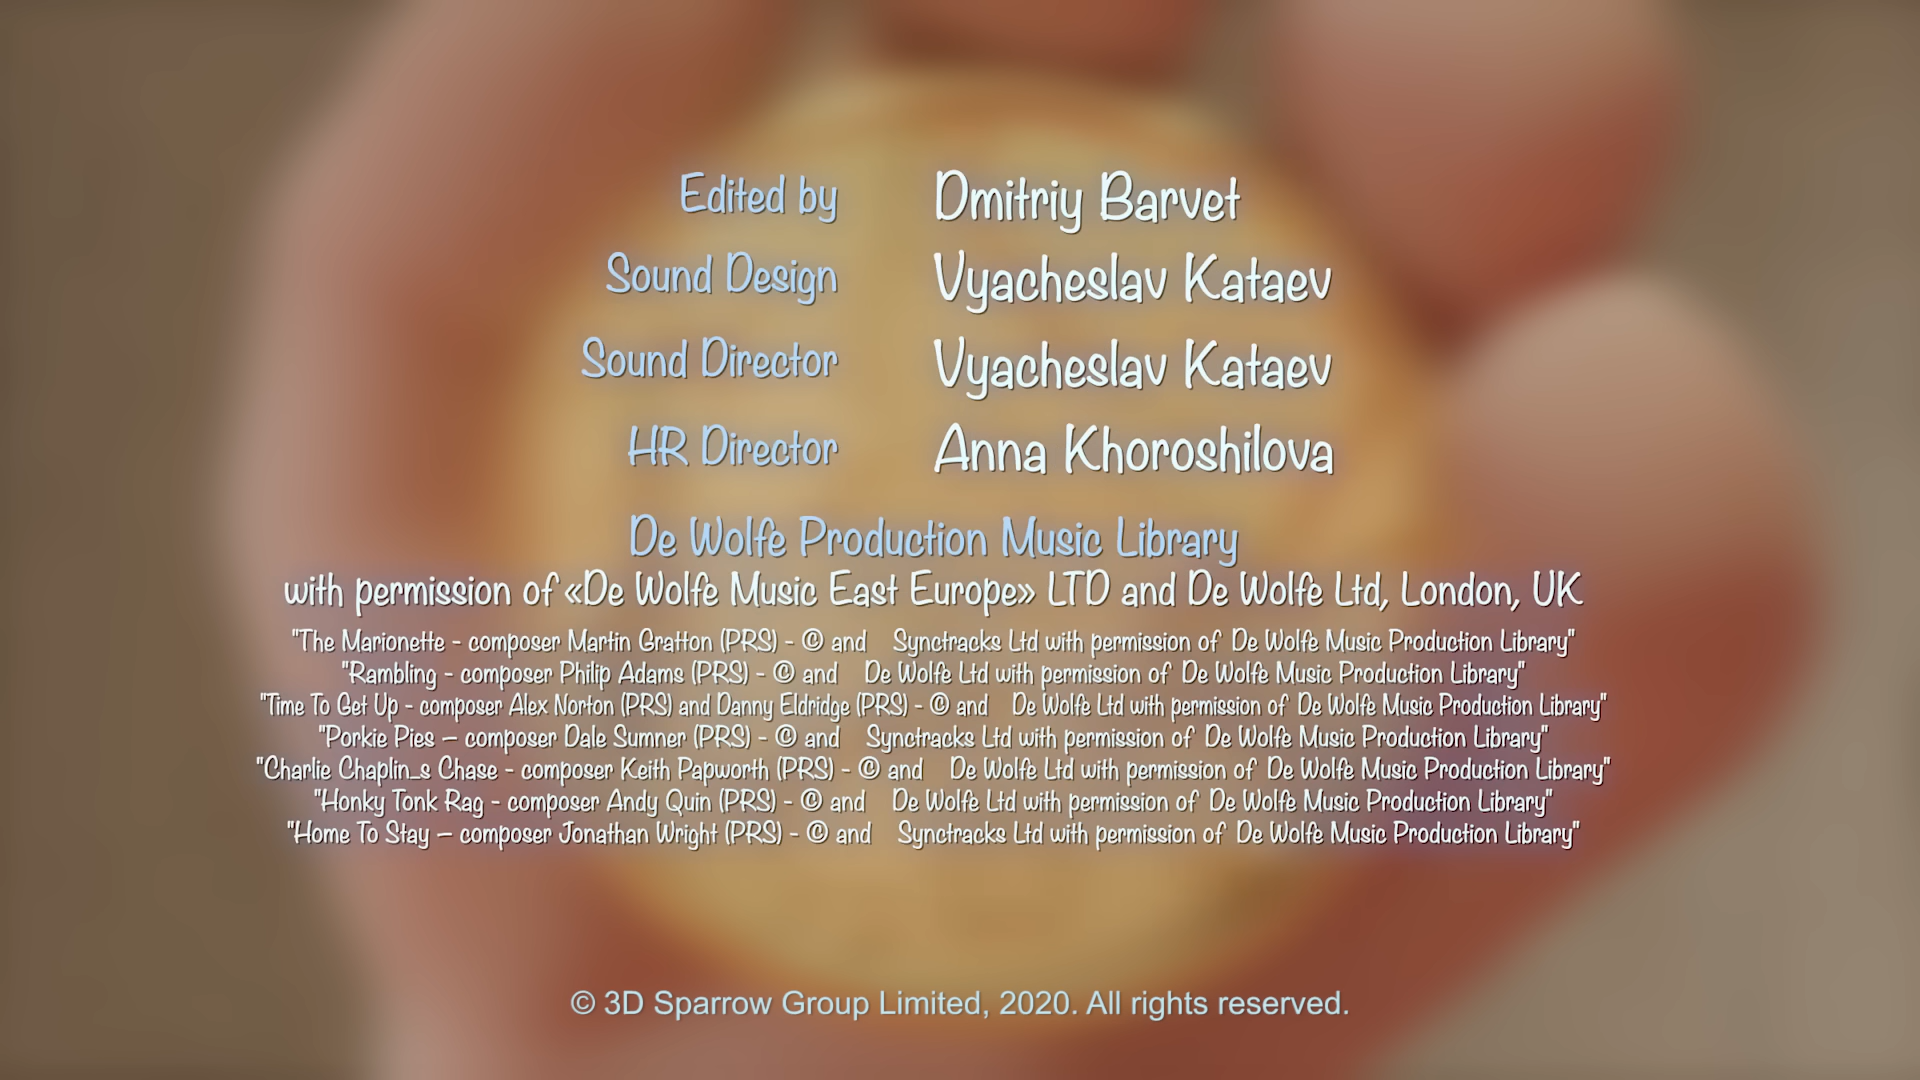 Edited by Dmitriy Barvet
Sound Design Vyacheslav Kataev
Sound Director Vyacheslav Kataev
HR Director Anna Khoroshilova
De Wolfe Production Music Library
with permission of «De Wolfe Music East Europe» LTD and De Wolfe Ltd, London, UK
"The Marionette - composer Martin Gratton (PRS) - © and Synctracks Ltd with permission of De Wolfe Music Production Library"
"Rambling - composer Philip Adams (PRS) - © and De Wolfe Ltd with permission of De Wolfe Music Production Library"
"Time To Get Up - composer Alex Norton (PRS) and Danny Eldridge (PRS) - © and De Wolfe Ltd with permission of De Wolfe Music Production Library"
"Porkie Pies – composer Dale Sumner (PRS) - © and Synctracks Ltd with permission of De Wolfe Music Production Library"
"Charlie Chaplin_s Chase - composer Keith Papworth (PRS) - © and De Wolfe Ltd with permission of De Wolfe Music Production Library"
"Honky Tonk Rag - composer Andy Quin (PRS) - © and De Wolfe Ltd with permission of De Wolfe Music Production Library"
"Home To Stay – composer Jonathan Wright (PRS) - © and Synctracks Ltd with permission of De Wolfe Music Production Library"
© 3D Sparrow Group Limited, 2020. All rights reserved.